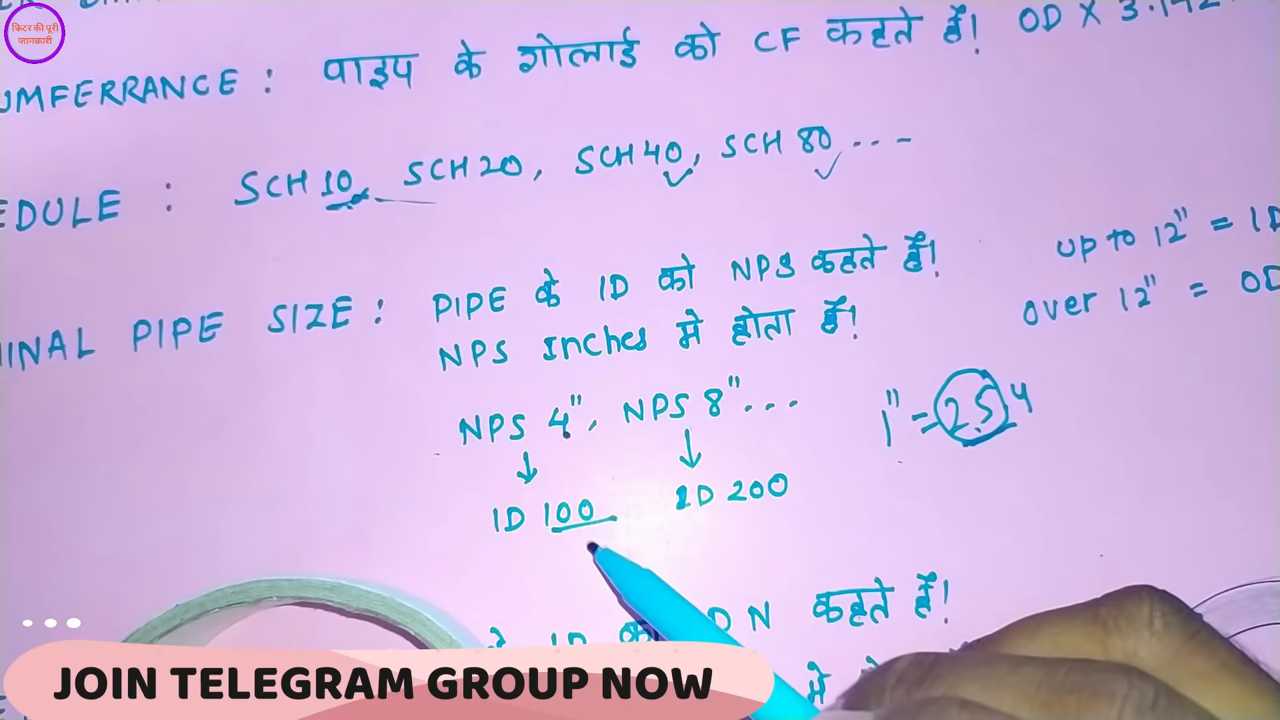 फिटर की पूरी
जानकारी
UMFERRANCE : पाइप के गोलाई को CF कहते हैं! OD X 3.142
EDULE : SCH 10, SCH 20, SCH 40, SCH 80 ---
INAL PIPE SIZE : PIPE के ID को NPS कहते हैं! up to 12" = ID
NPS Inches मे होता हैं! over 12" = OD
NPS 4", NPS 8"... 1" = 25.4
ID 100 ID 200
ID DN कहते हैं!
मे
JOIN TELEGRAM GROUP NOW